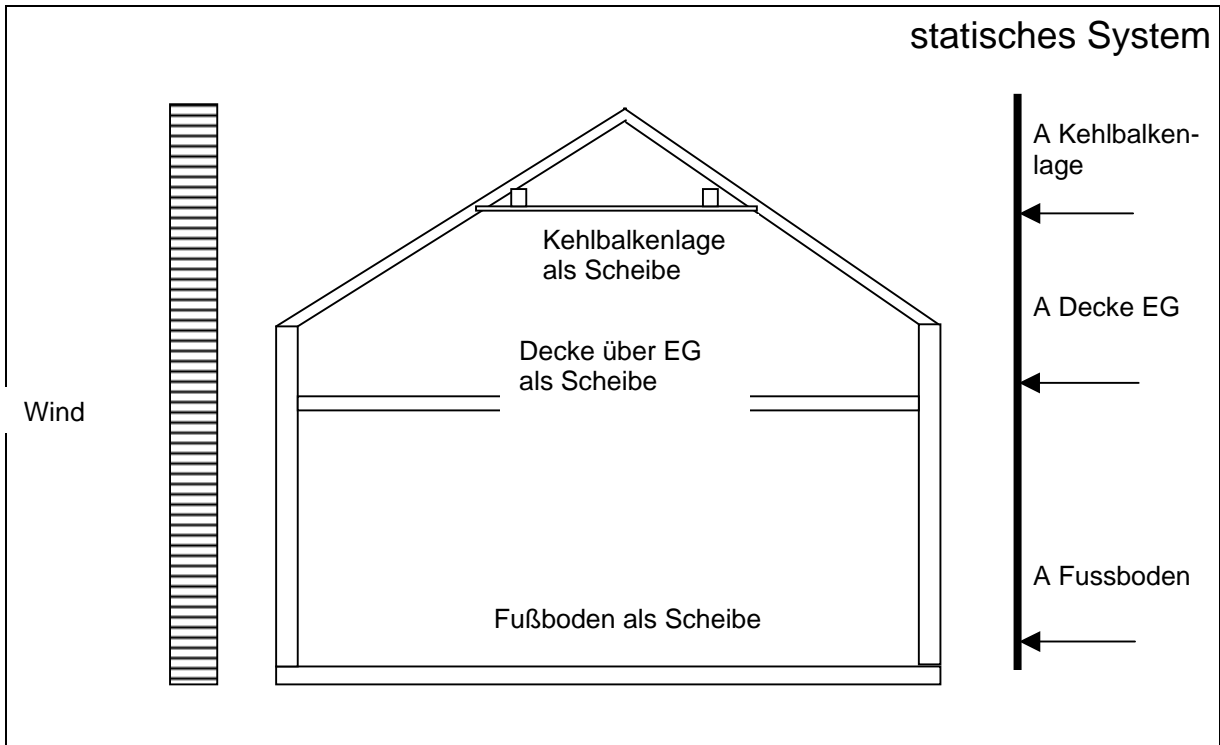 statisches System
A Kehlbalken-
lage
Kehlbalkenlage
als Scheibe
A Decke EG
Decke über EG
als Scheibe
Wind
A Fussboden
Fußboden als Scheibe